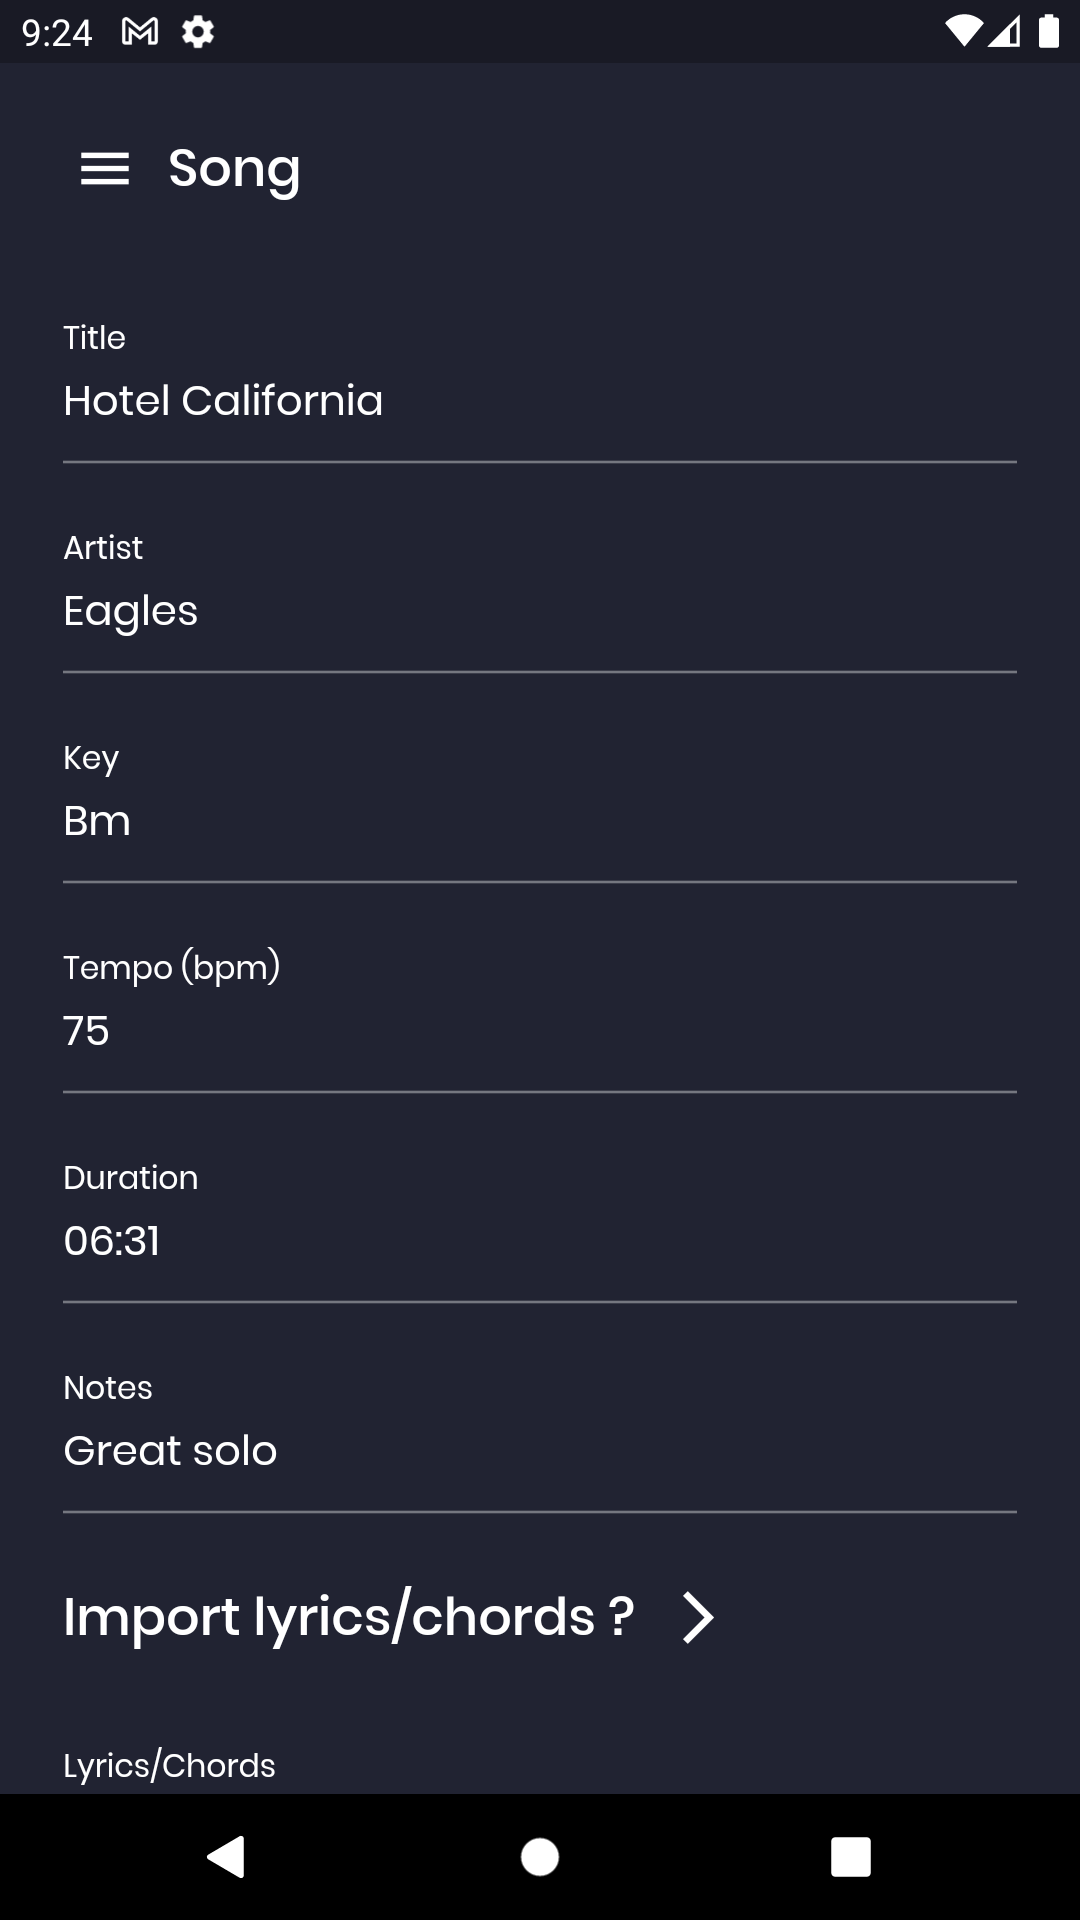 9:24
Song
Title
Hotel California
Artist
Eagles
Key
Bm
Tempo (bpm)
75
Duration
06:31
Notes
Great solo
Import lyrics/chords ?
Lyrics/Chords